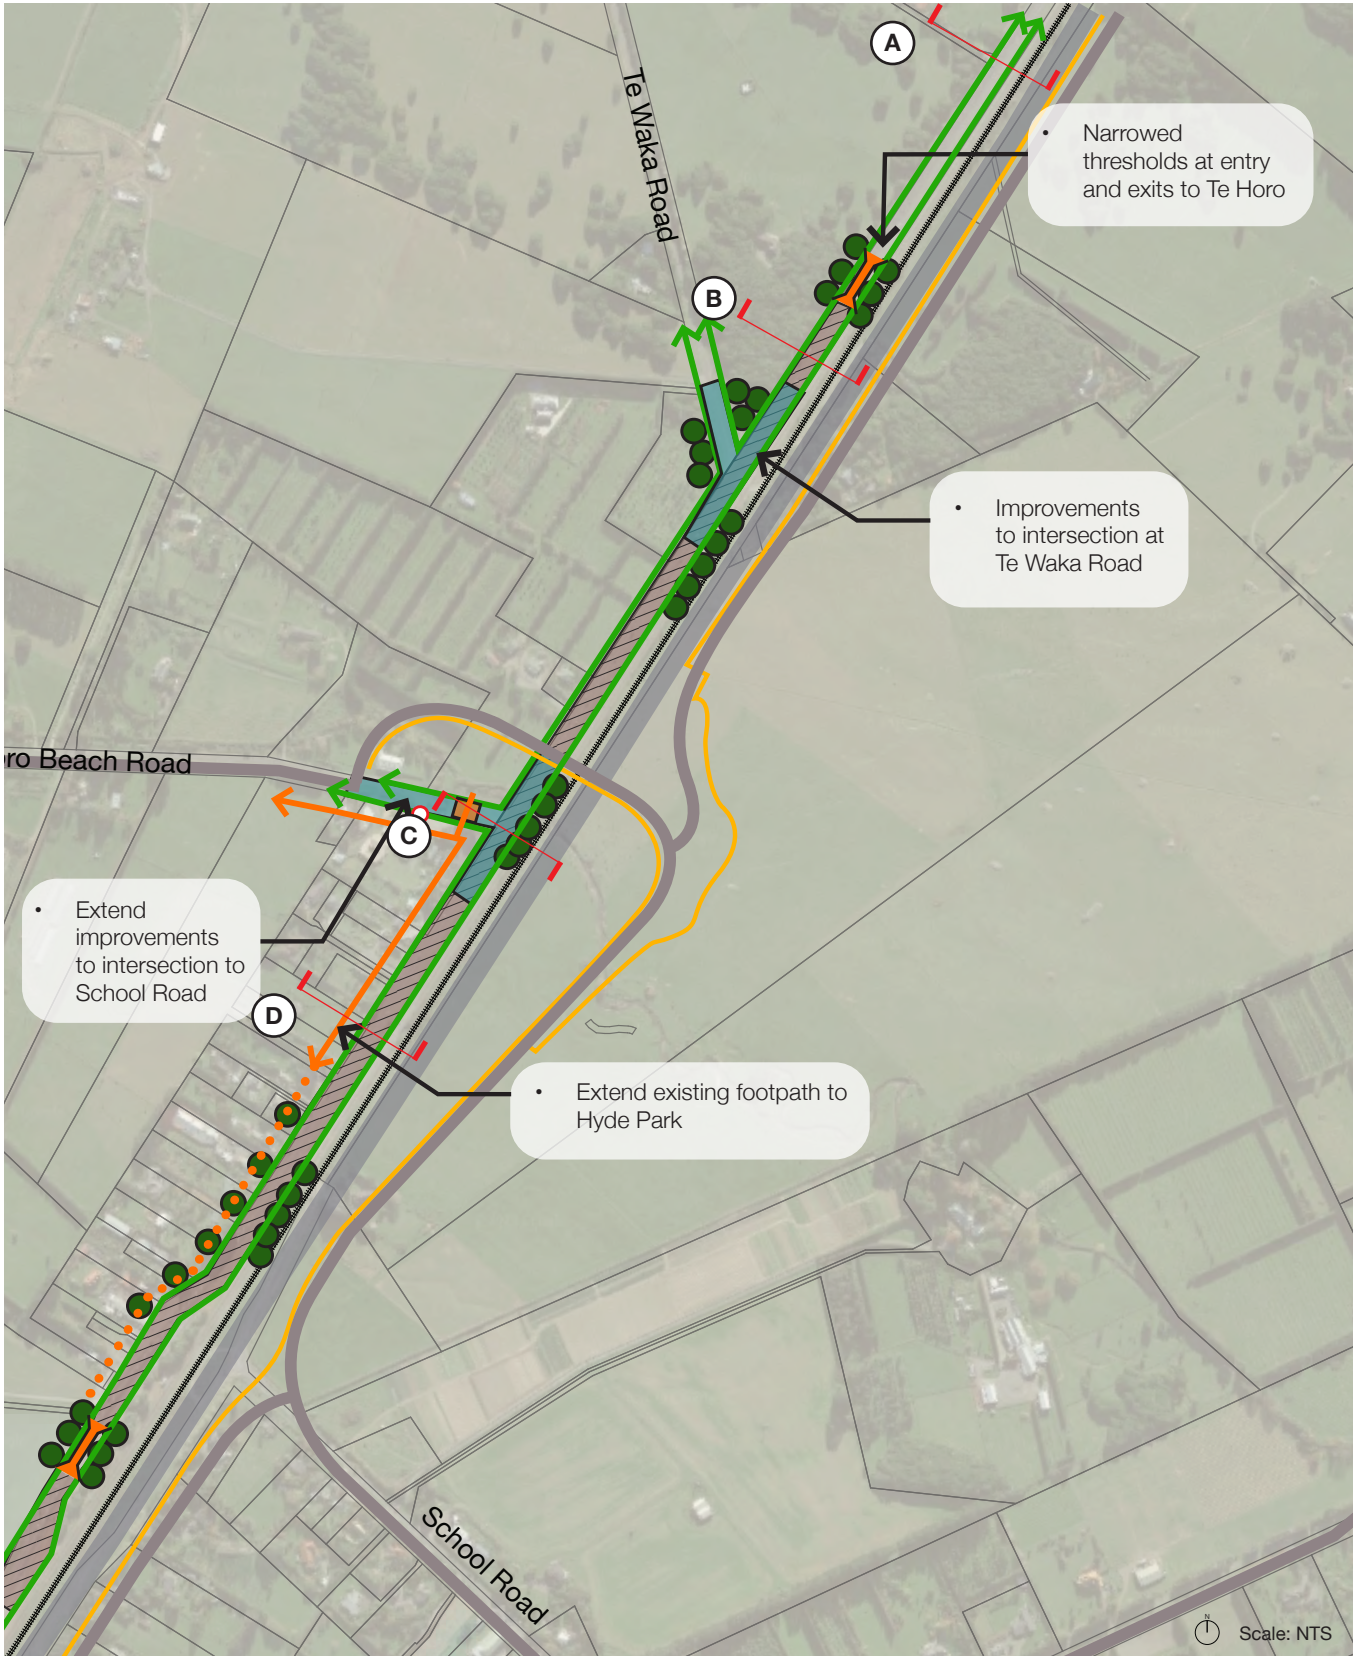 A
Te Waka Road
• Narrowed
thresholds at entry
and exits to Te Horo
B
• Improvements
to intersection at
Te Waka Road
ro Beach Road
C
• Extend
improvements
to intersection to
School Road
D
• Extend existing footpath to
Hyde Park
School Road
N
Scale: NTS